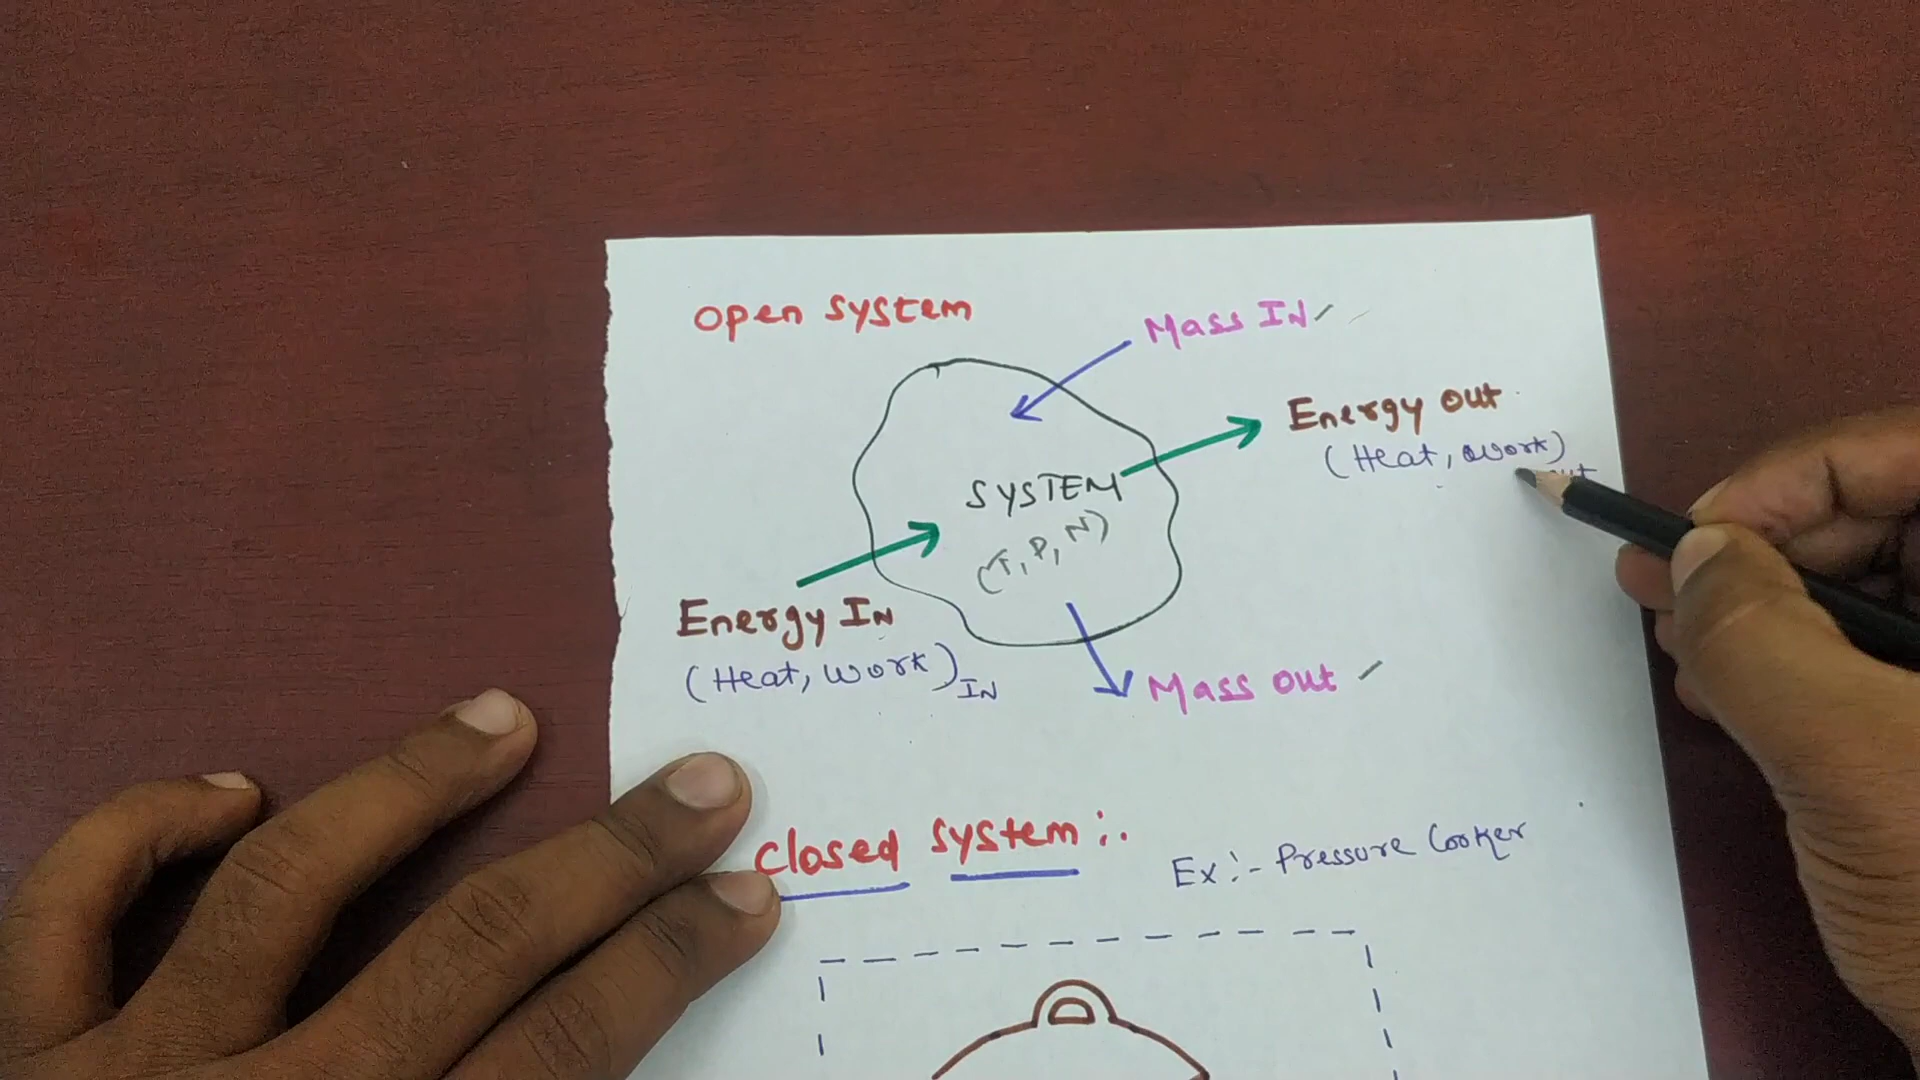 open system
Mass IN
Energy out
(Heat, work)
out
SYSTEM
(T, P, N)
Energy IN
(Heat, work)IN
Mass out
closed system :.
Ex :- Pressure Cooker